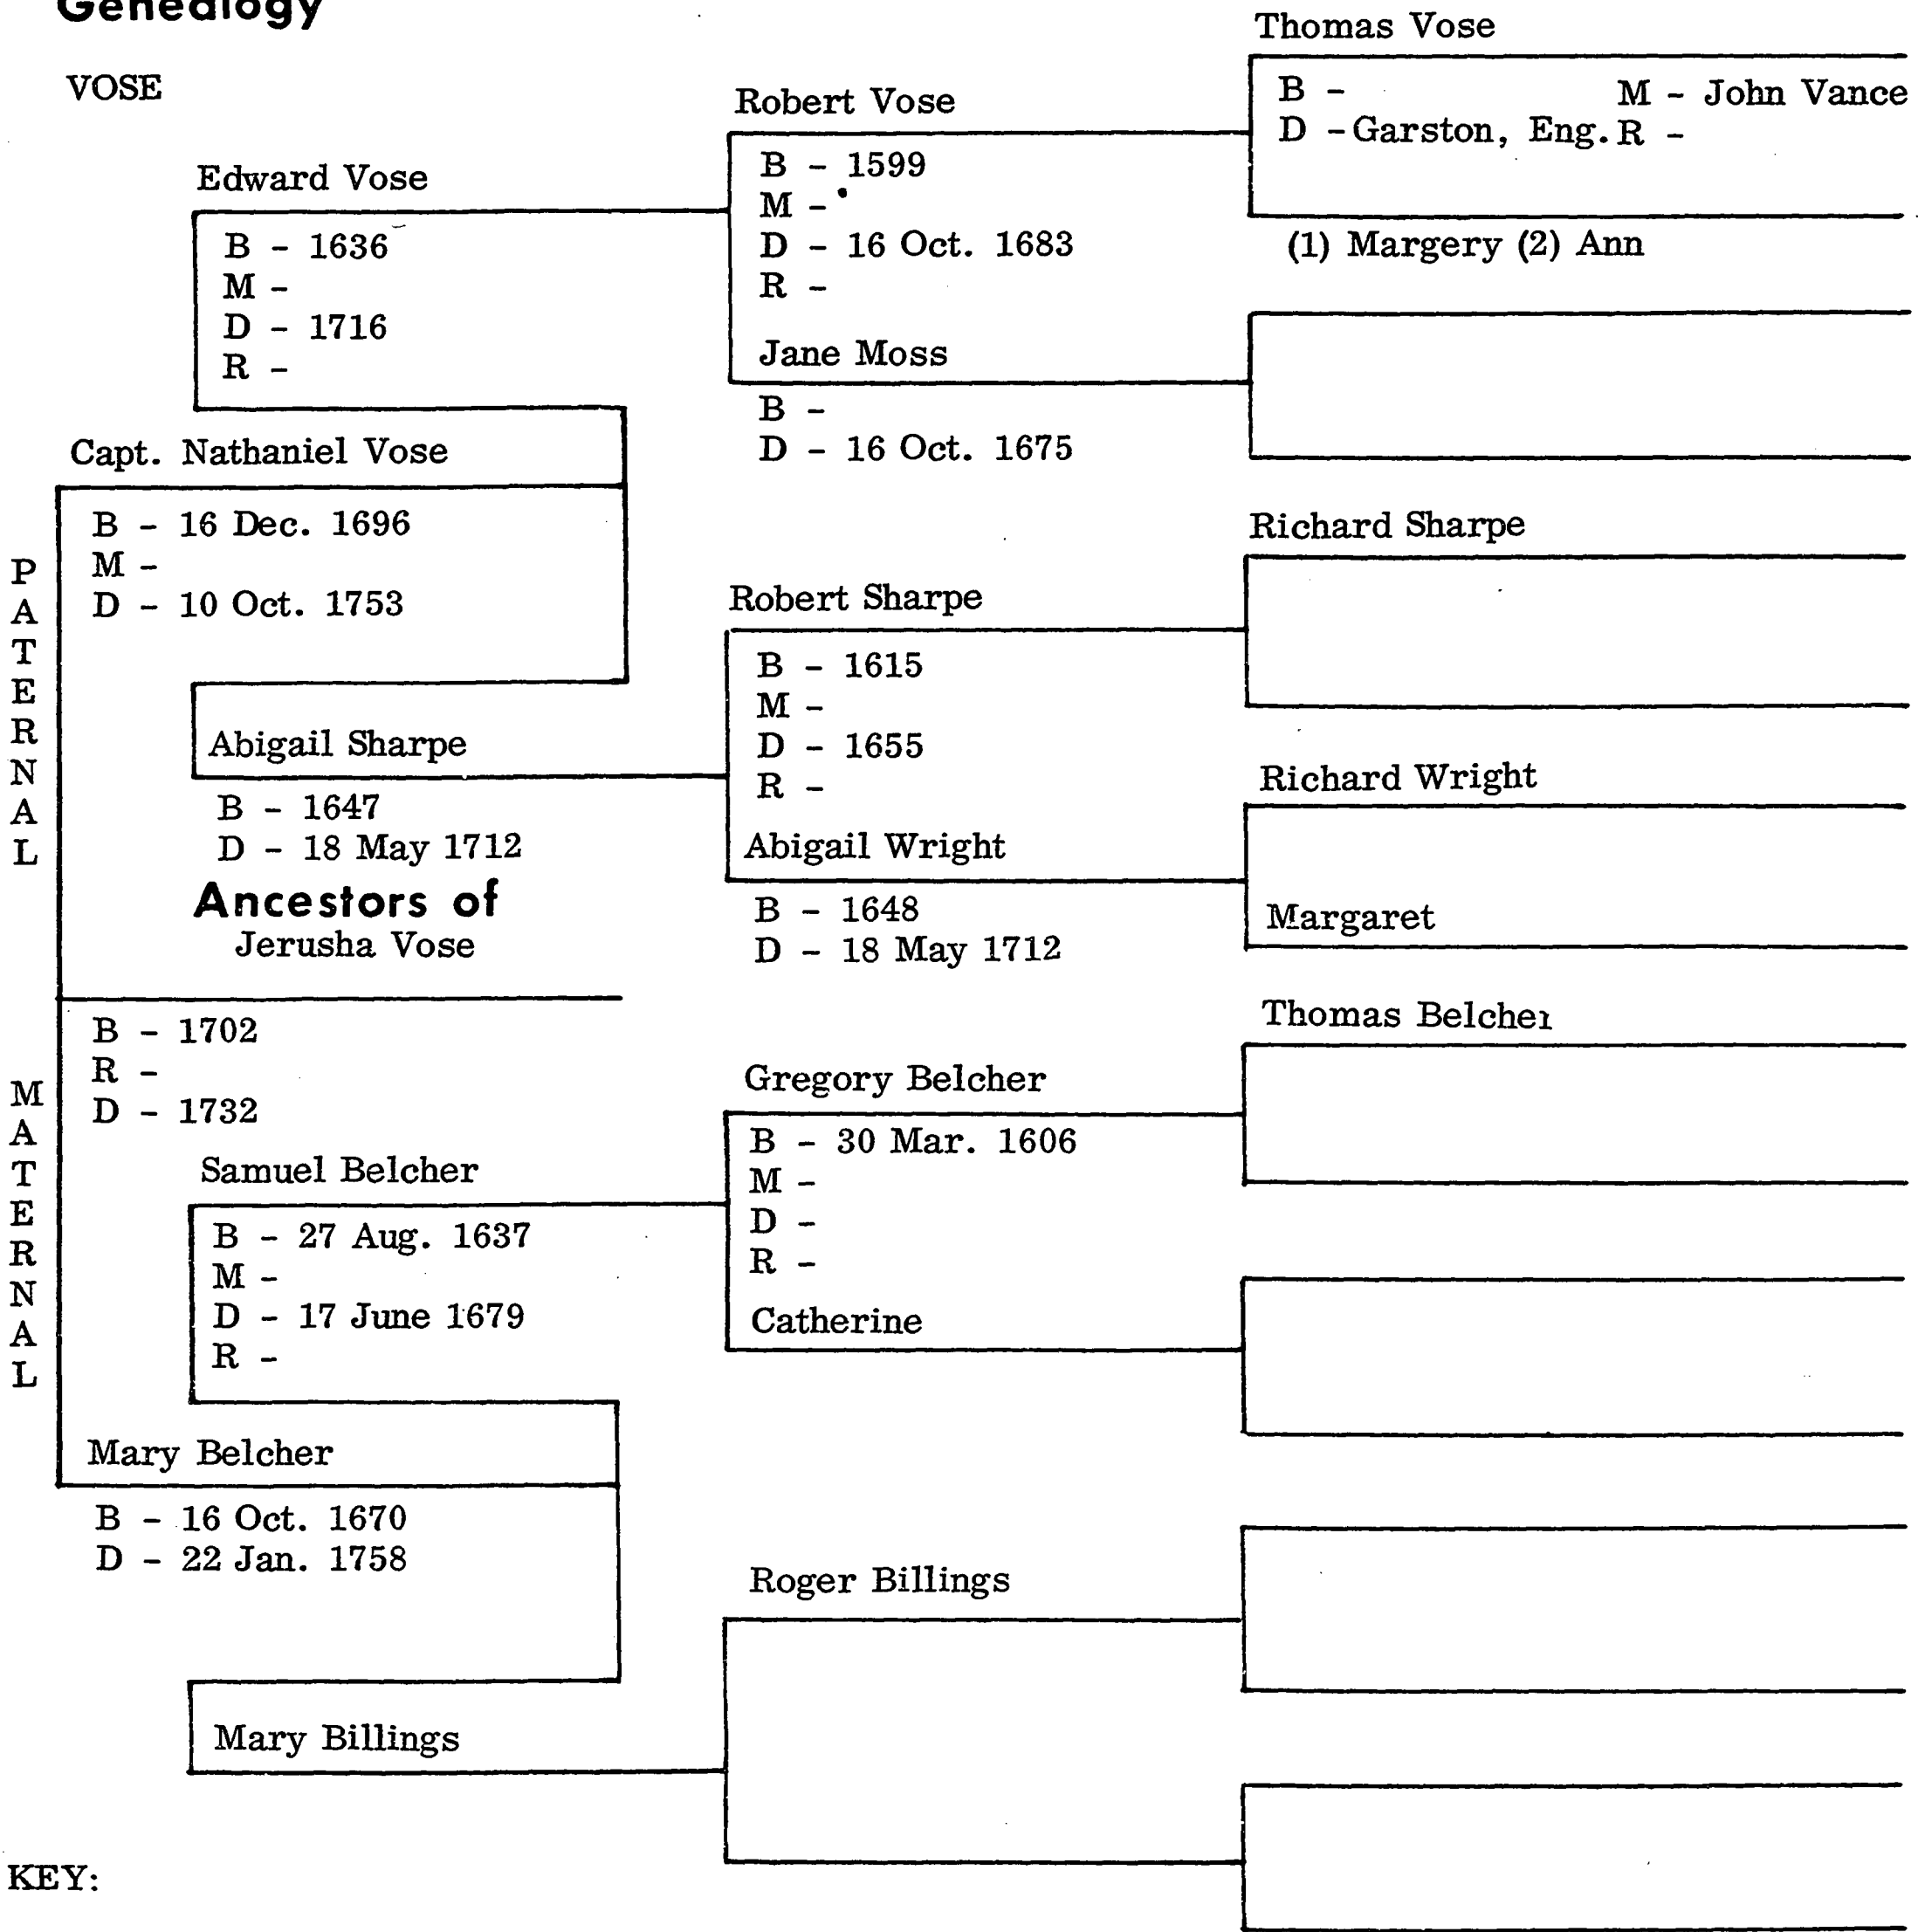 Genealogy
VOSE
Thomas Vose
B -
M - John Vance
D - Garston, Eng. R -
(1) Margery (2) Ann
Robert Vose
B - 1599
M -
D - 16 Oct. 1683
R -
Jane Moss
B -
D - 16 Oct. 1675
Edward Vose
B - 1636
M -
D - 1716
R -
Capt. Nathaniel Vose
B - 16 Dec. 1696
M -
D - 10 Oct. 1753
PATERNAL
Richard Sharpe
Robert Sharpe
B - 1615
M -
D - 1655
R -
Abigail Sharpe
B - 1647
D - 18 May 1712
Richard Wright
Abigail Wright
B - 1648
D - 18 May 1712
Margaret
Ancestors of
Jerusha Vose
B - 1702
R -
D - 1732
MATERNAL
Thomas Belcher
Gregory Belcher
B - 30 Mar. 1606
M -
D -
R -
Catherine
Samuel Belcher
B - 27 Aug. 1637
M -
D - 17 June 1679
R -
Mary Belcher
B - 16 Oct. 1670
D - 22 Jan. 1758
Roger Billings
Mary Billings
KEY: